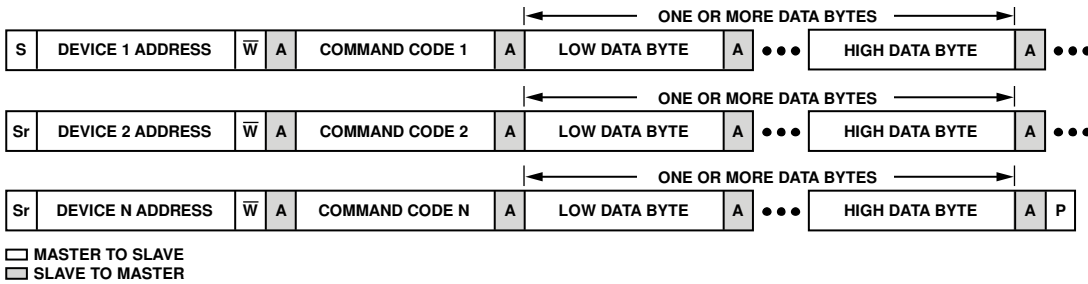 ONE OR MORE DATA BYTES
S DEVICE 1 ADDRESS W̅ A COMMAND CODE 1 A LOW DATA BYTE A ••• HIGH DATA BYTE A •••
ONE OR MORE DATA BYTES
Sr DEVICE 2 ADDRESS W̅ A COMMAND CODE 2 A LOW DATA BYTE A ••• HIGH DATA BYTE A •••
ONE OR MORE DATA BYTES
Sr DEVICE N ADDRESS W̅ A COMMAND CODE N A LOW DATA BYTE A ••• HIGH DATA BYTE A P
MASTER TO SLAVE
SLAVE TO MASTER